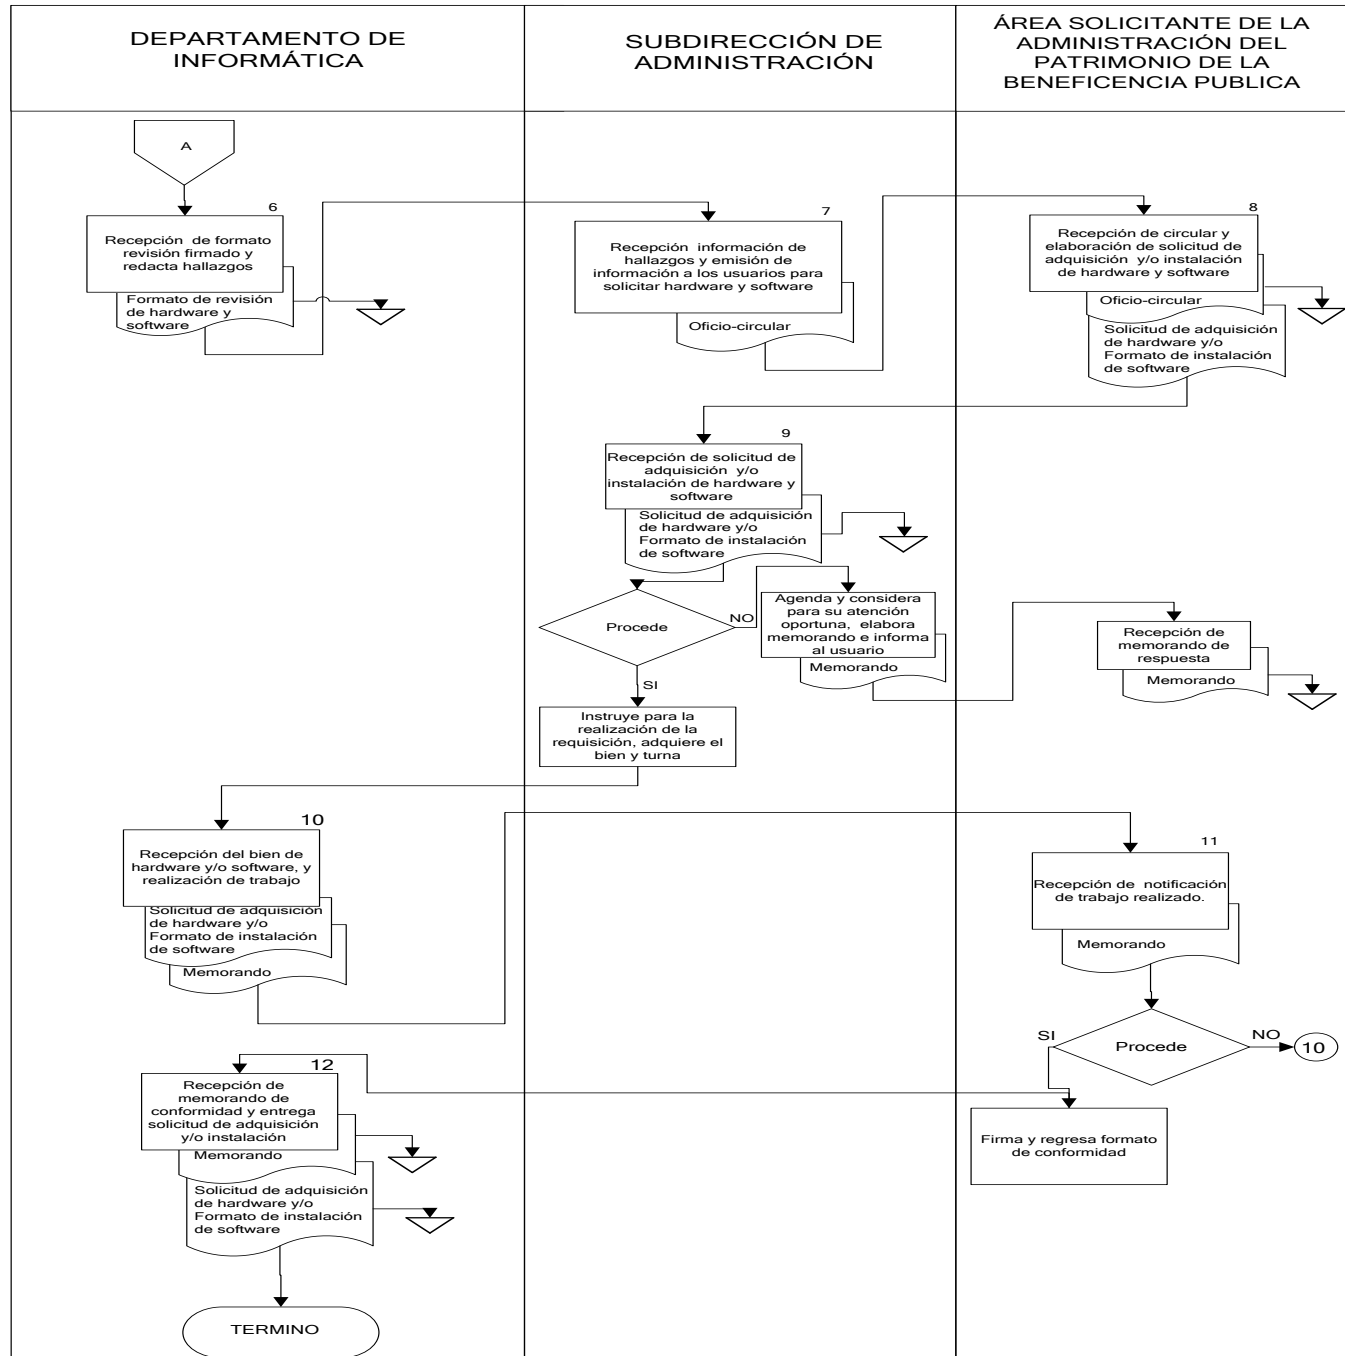 DEPARTAMENTO DE
INFORMÁTICA
SUBDIRECCIÓN DE
ADMINISTRACIÓN
ÁREA SOLICITANTE DE LA
ADMINISTRACIÓN DEL
PATRIMONIO DE LA
BENEFICENCIA PUBLICA
A
6
Recepción de formato
revisión firmado y
redacta hallazgos
Formato de revisión
de hardware y
software
7
Recepción información de
hallazgos y emisión de
información a los usuarios para
solicitar hardware y software
Oficio-circular
8
Recepción de circular y
elaboración de solicitud de
adquisición y/o instalación
de hardware y software
Oficio-circular
Solicitud de adquisición
de hardware y/o
Formato de instalación
de software
9
Recepción de solicitud de
adquisición y/o
instalación de hardware y
software
Solicitud de adquisición
de hardware y/o
Formato de instalación
de software
Procede
NO
Agenda y considera
para su atención
oportuna, elabora
memorando e informa
al usuario
Memorando
Recepción de
memorando de
respuesta
Memorando
SI
Instruye para la
realización de la
requisición, adquiere el
bien y turna
10
Recepción del bien de
hardware y/o software, y
realización de trabajo
Solicitud de adquisición
de hardware y/o
Formato de instalación
de software
Memorando
11
Recepción de notificación
de trabajo realizado.
Memorando
SI
Procede
NO
10
12
Recepción de
memorando de
conformidad y entrega
solicitud de adquisición
y/o instalación
Memorando
Solicitud de adquisición
de hardware y/o
Formato de instalación
de software
Firma y regresa formato
de conformidad
TERMINO